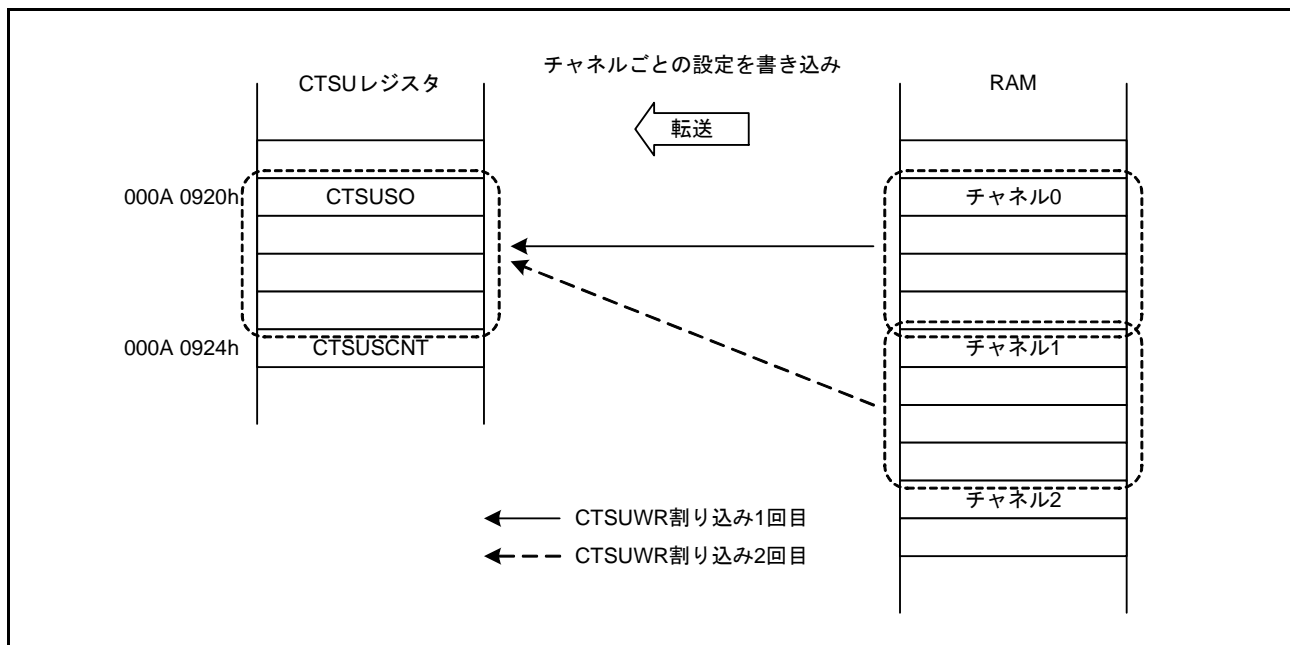 チャネルごとの設定を書き込み
CTSUレジスタ
RAM
転送
000A 0920h
CTSUSO
チャネル0
000A 0924h
CTSUSCNT
チャネル1
チャネル2
CTSUWR割り込み1回目
CTSUWR割り込み2回目